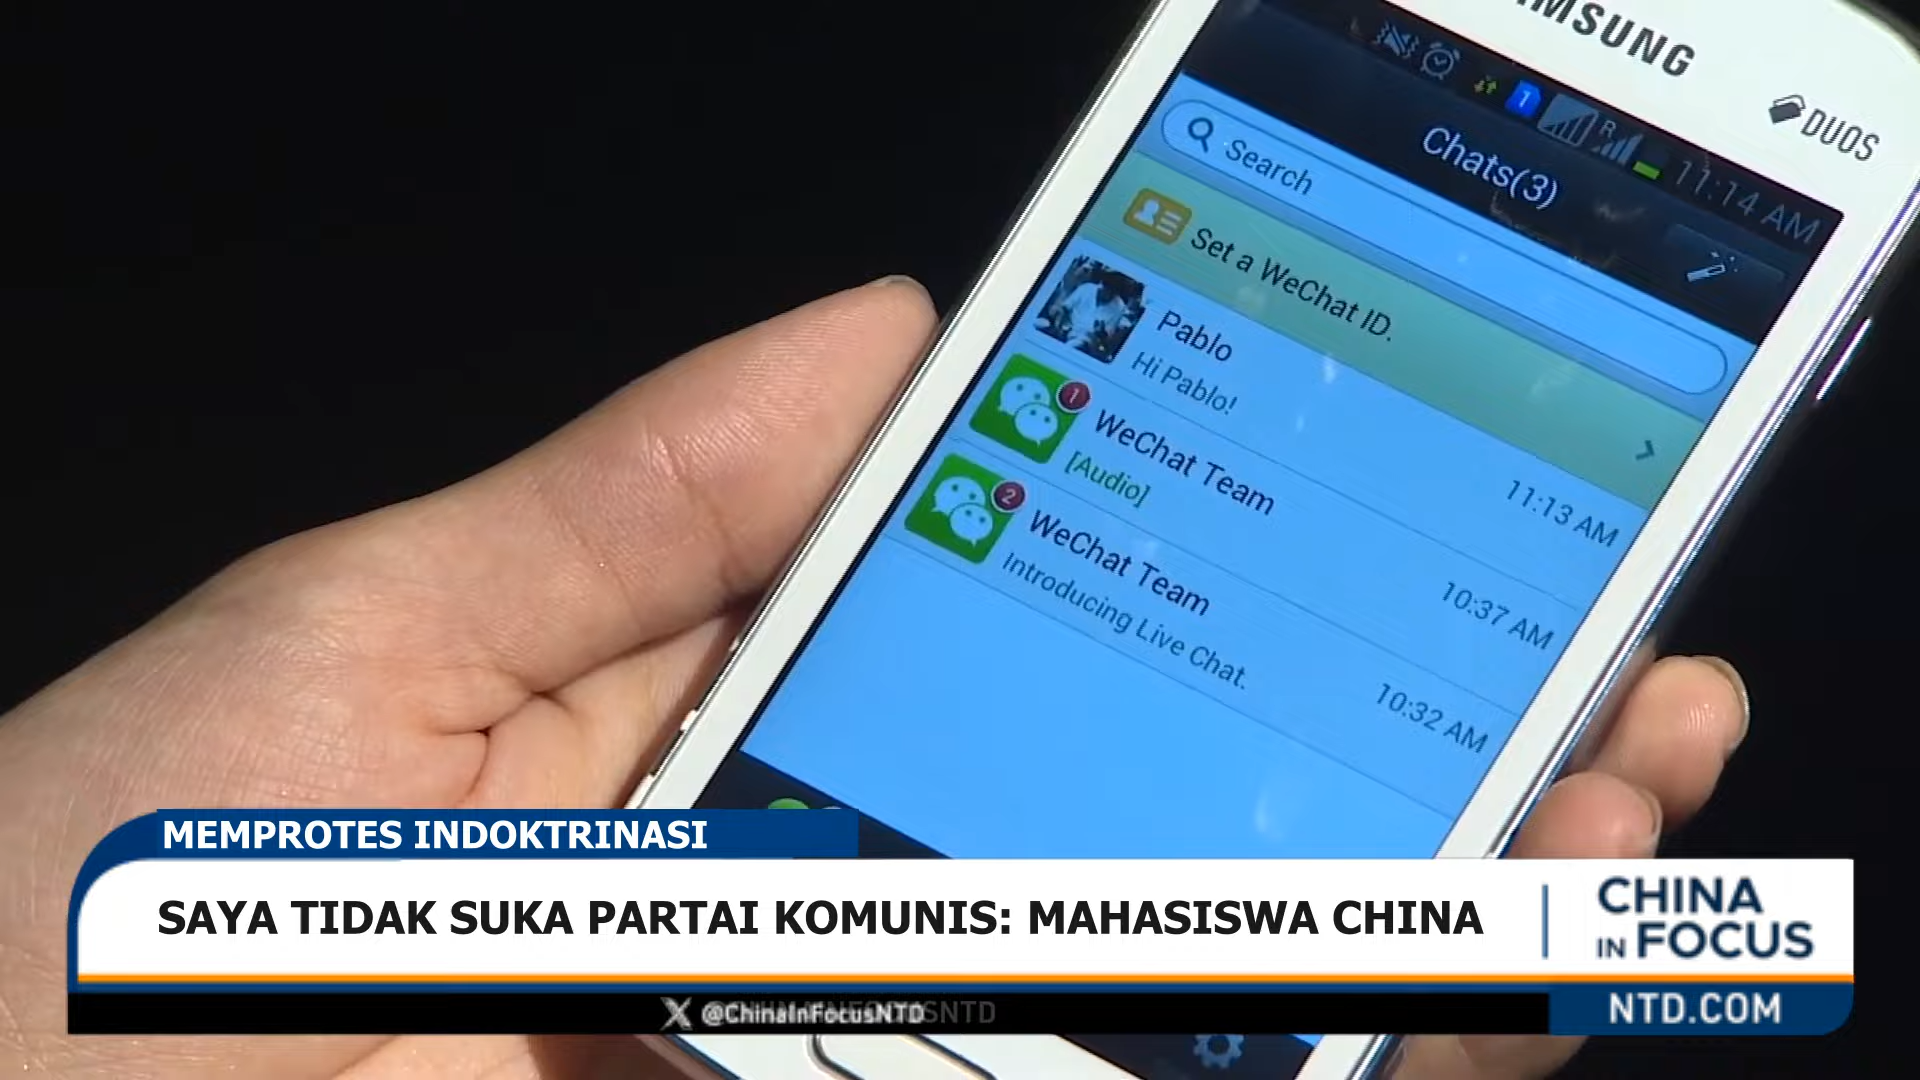 SAMSUNG
DUOS
11:14 AM
Chats(3)
Search
Set a WeChat ID.
Pablo
Hi Pablo!
11:13 AM
1
WeChat Team
[Audio]
10:37 AM
2
WeChat Team
Introducing Live Chat.
10:32 AM
MEMPROTES INDOKTRINASI
SAYA TIDAK SUKA PARTAI KOMUNIS: MAHASISWA CHINA
CHINA
IN FOCUS
@ChinaInFocusNTD
NTD.COM